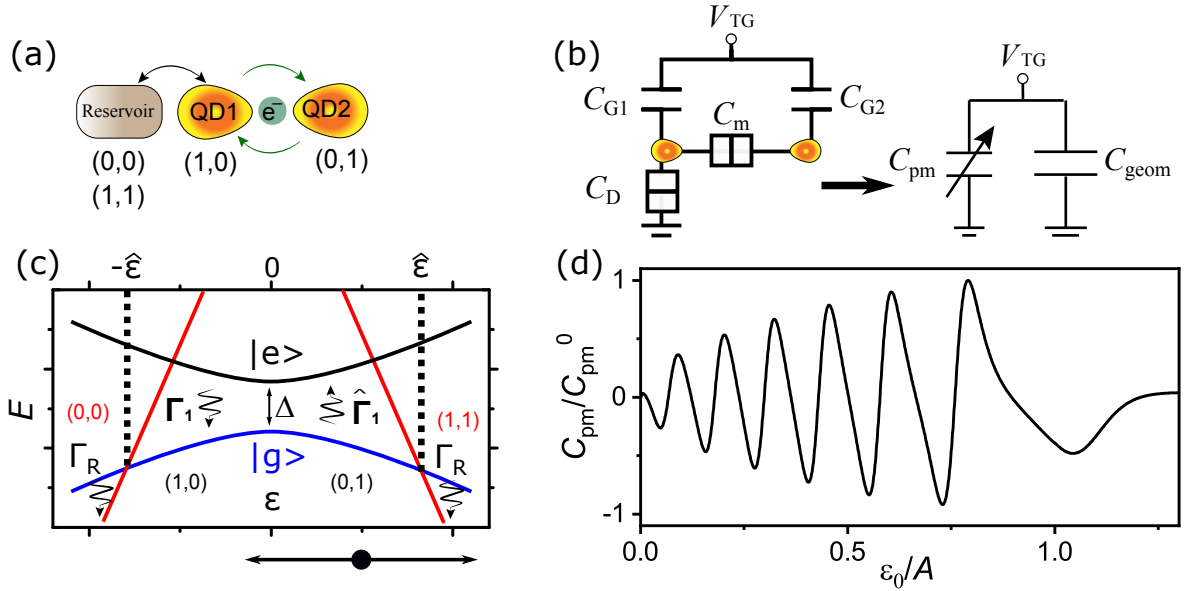 (a)
Reservoir
QD1
e⁻
QD2
(0,0)
(1,0)
(0,1)
(1,1)
(b)
V_TG
V_TG
C_G1
C_m
C_G2
C_D
C_pm
C_geom
(c)
-ε̂
0
ε̂
E
|e>
(0,0)
Γ₁
Δ
Γ̂₁
(1,1)
Γ_R
|g>
Γ_R
(1,0)
(0,1)
ε
(d)
C_pm/C_pm⁰
1
0
-1
0.0
0.5
1.0
ε₀/A